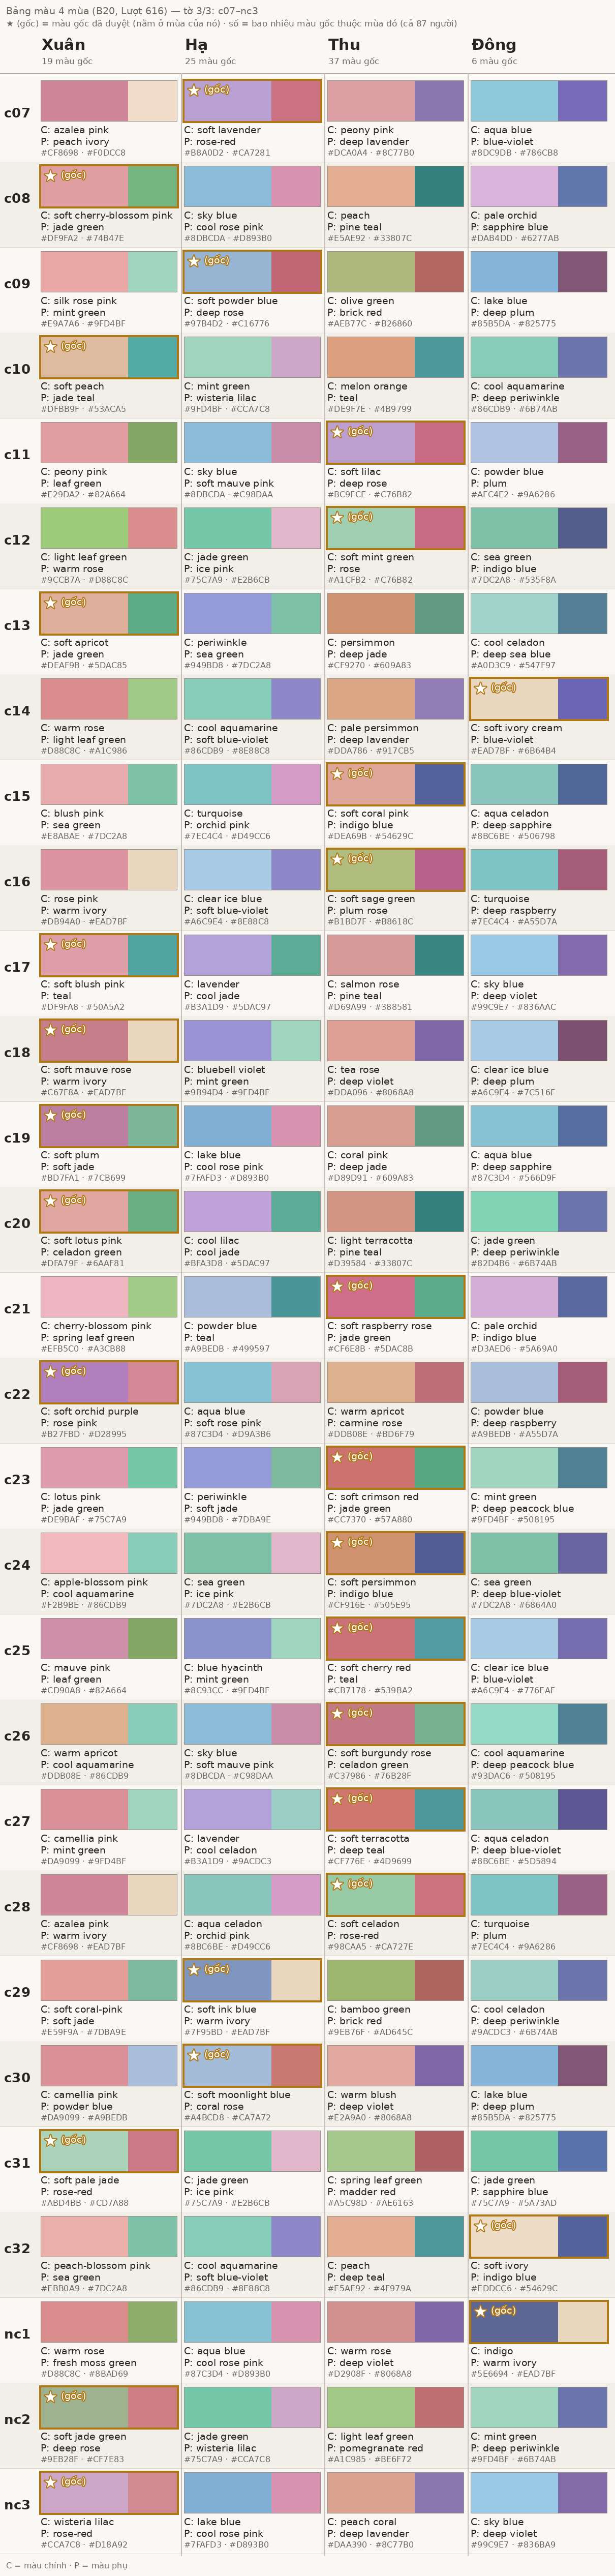 Bảng màu 4 mùa (B20, Lượt 616) — tờ 3/3: c07–nc3
★ (gốc) = màu gốc đã duyệt (nằm ở mùa của nó) · số = bao nhiêu màu gốc thuộc mùa đó (cả 87 người)
Xuân Hạ Thu Đông
19 màu gốc 25 màu gốc 37 màu gốc 6 màu gốc
★ (gốc)
c07
C: azalea pink C: soft lavender C: peony pink C: aqua blue
P: peach ivory P: rose-red P: deep lavender P: blue-violet
#CF8698 · #F0DCC8 #B8A0D2 · #CA7281 #DCA0A4 · #8C77B0 #8DC9DB · #786CB8
★ (gốc)
c08
C: soft cherry-blossom pink C: sky blue C: peach C: pale orchid
P: jade green P: cool rose pink P: pine teal P: sapphire blue
#DF9FA2 · #74B47E #8DBCDA · #D893B0 #E5AE92 · #33807C #DAB4DD · #6277AB
★ (gốc)
c09
C: silk rose pink C: soft powder blue C: olive green C: lake blue
P: mint green P: deep rose P: brick red P: deep plum
#E9A7A6 · #9FD4BF #97B4D2 · #C16776 #AEB77C · #B26860 #85B5DA · #825775
★ (gốc)
c10
C: soft peach C: mint green C: melon orange C: cool aquamarine
P: jade teal P: wisteria lilac P: teal P: deep periwinkle
#DFBB9F · #53ACA5 #9FD4BF · #CCA7C8 #DE9F7E · #4B9799 #86CDB9 · #6B74AB
★ (gốc)
c11
C: peony pink C: sky blue C: soft lilac C: powder blue
P: leaf green P: soft mauve pink P: deep rose P: plum
#E29DA2 · #82A664 #8DBCDA · #C98DAA #BC9FCE · #C76B82 #AFC4E2 · #9A6286
★ (gốc)
c12
C: light leaf green C: jade green C: soft mint green C: sea green
P: warm rose P: ice pink P: rose P: indigo blue
#9CCB7A · #D88C8C #75C7A9 · #E2B6CB #A1CFB2 · #C76B82 #7DC2A8 · #535F8A
★ (gốc)
c13
C: soft apricot C: periwinkle C: persimmon C: cool celadon
P: jade green P: sea green P: deep jade P: deep sea blue
#DEAF9B · #5DAC85 #949BD8 · #7DC2A8 #CF9270 · #609A83 #A0D3C9 · #547F97
★ (gốc)
c14
C: warm rose C: cool aquamarine C: pale persimmon C: soft ivory cream
P: light leaf green P: soft blue-violet P: deep lavender P: blue-violet
#D88C8C · #A1C986 #86CDB9 · #8E88C8 #DDA786 · #917CB5 #EAD7BF · #6B64B4
★ (gốc)
c15
C: blush pink C: turquoise C: soft coral pink C: aqua celadon
P: sea green P: orchid pink P: indigo blue P: deep sapphire
#E8ABAE · #7DC2A8 #7EC4C4 · #D49CC6 #DEA69B · #54629C #8BC6BE · #506798
★ (gốc)
c16
C: rose pink C: clear ice blue C: soft sage green C: turquoise
P: warm ivory P: soft blue-violet P: plum rose P: deep raspberry
#DB94A0 · #EAD7BF #A6C9E4 · #8E88C8 #B1BD7F · #B8618C #7EC4C4 · #A55D7A
★ (gốc)
c17
C: soft blush pink C: lavender C: salmon rose C: sky blue
P: teal P: cool jade P: pine teal P: deep violet
#DF9FA8 · #50A5A2 #B3A1D9 · #5DAC97 #D69A99 · #388581 #99C9E7 · #836AAC
★ (gốc)
c18
C: soft mauve rose C: bluebell violet C: tea rose C: clear ice blue
P: warm ivory P: mint green P: deep violet P: deep plum
#C67F8A · #EAD7BF #9B94D4 · #9FD4BF #DDA096 · #8068A8 #A6C9E4 · #7C516F
★ (gốc)
c19
C: soft plum C: lake blue C: coral pink C: aqua blue
P: soft jade P: cool rose pink P: deep jade P: deep sapphire
#BD7FA1 · #7CB699 #7FAFD3 · #D893B0 #D89D91 · #609A83 #87C3D4 · #566D9F
★ (gốc)
c20
C: soft lotus pink C: cool lilac C: light terracotta C: jade green
P: celadon green P: cool jade P: pine teal P: deep periwinkle
#DFA79F · #6AAF81 #BFA3D8 · #5DAC97 #D39584 · #33807C #82D4B6 · #6B74AB
★ (gốc)
c21
C: cherry-blossom pink C: powder blue C: soft raspberry rose C: pale orchid
P: spring leaf green P: teal P: jade green P: indigo blue
#EFB5C0 · #A3CB88 #A9BEDB · #499597 #CF6E8B · #5DAC8B #D3AED6 · #5A69A0
★ (gốc)
c22
C: soft orchid purple C: aqua blue C: warm apricot C: powder blue
P: rose pink P: soft rose pink P: carmine rose P: deep raspberry
#B27FBD · #D28995 #87C3D4 · #D9A3B6 #DDB08E · #BD6F79 #A9BEDB · #A55D7A
★ (gốc)
c23
C: lotus pink C: periwinkle C: soft crimson red C: mint green
P: jade green P: soft jade P: jade green P: deep peacock blue
#DE9BAF · #75C7A9 #949BD8 · #7DBA9E #CC7370 · #57A880 #9FD4BF · #508195
★ (gốc)
c24
C: apple-blossom pink C: sea green C: soft persimmon C: sea green
P: cool aquamarine P: ice pink P: indigo blue P: deep blue-violet
#F2B9BE · #86CDB9 #7DC2A8 · #E2B6CB #CF916E · #505E95 #7DC2A8 · #6864A0
★ (gốc)
c25
C: mauve pink C: blue hyacinth C: soft cherry red C: clear ice blue
P: leaf green P: mint green P: teal P: blue-violet
#CD90A8 · #82A664 #8C93CC · #9FD4BF #CB7178 · #539BA2 #A6C9E4 · #776EAF
★ (gốc)
c26
C: warm apricot C: sky blue C: soft burgundy rose C: cool aquamarine
P: cool aquamarine P: soft mauve pink P: celadon green P: deep peacock blue
#DDB08E · #86CDB9 #8DBCDA · #C98DAA #C37986 · #76B28F #93DAC6 · #508195
★ (gốc)
c27
C: camellia pink C: lavender C: soft terracotta C: aqua celadon
P: mint green P: cool celadon P: deep teal P: deep blue-violet
#DA9099 · #9FD4BF #B3A1D9 · #9ACDC3 #CF776E · #4D9699 #8BC6BE · #5D5894
★ (gốc)
c28
C: azalea pink C: aqua celadon C: soft celadon C: turquoise
P: warm ivory P: orchid pink P: rose-red P: plum
#CF8698 · #EAD7BF #8BC6BE · #D49CC6 #98CAA5 · #CA727E #7EC4C4 · #9A6286
★ (gốc)
c29
C: soft coral-pink C: soft ink blue C: bamboo green C: cool celadon
P: soft jade P: warm ivory P: brick red P: deep periwinkle
#E59F9A · #7DBA9E #7F95BD · #EAD7BF #9EB76F · #AD645C #9ACDC3 · #6B74AB
★ (gốc)
c30
C: camellia pink C: soft moonlight blue C: warm blush C: lake blue
P: powder blue P: coral rose P: deep violet P: deep plum
#DA9099 · #A9BEDB #A4BCD8 · #CA7A72 #E2A9A0 · #8068A8 #85B5DA · #825775
★ (gốc)
c31
C: soft pale jade C: jade green C: spring leaf green C: jade green
P: rose-red P: ice pink P: madder red P: sapphire blue
#ABD4BB · #CD7A88 #75C7A9 · #E2B6CB #A5C98D · #AE6163 #75C7A9 · #5A73AD
★ (gốc)
c32
C: peach-blossom pink C: cool aquamarine C: peach C: soft ivory
P: sea green P: soft blue-violet P: deep teal P: indigo blue
#EBB0A9 · #7DC2A8 #86CDB9 · #8E88C8 #E5AE92 · #4F979A #EDDCC6 · #54629C
★ (gốc)
nc1
C: warm rose C: aqua blue C: warm rose C: indigo
P: fresh moss green P: cool rose pink P: deep violet P: warm ivory
#D88C8C · #8BAD69 #87C3D4 · #D893B0 #D2908F · #8068A8 #5E6694 · #EAD7BF
★ (gốc)
nc2
C: soft jade green C: jade green C: light leaf green C: mint green
P: deep rose P: wisteria lilac P: pomegranate red P: deep periwinkle
#9EB28F · #CF7E83 #75C7A9 · #CCA7C8 #A1C985 · #BE6F72 #9FD4BF · #6B74AB
★ (gốc)
nc3
C: wisteria lilac C: lake blue C: peach coral C: sky blue
P: rose-red P: cool rose pink P: deep lavender P: deep violet
#CCA7C8 · #D18A92 #7FAFD3 · #D893B0 #DAA390 · #8C77B0 #99C9E7 · #836BA9
C = màu chính · P = màu phụ